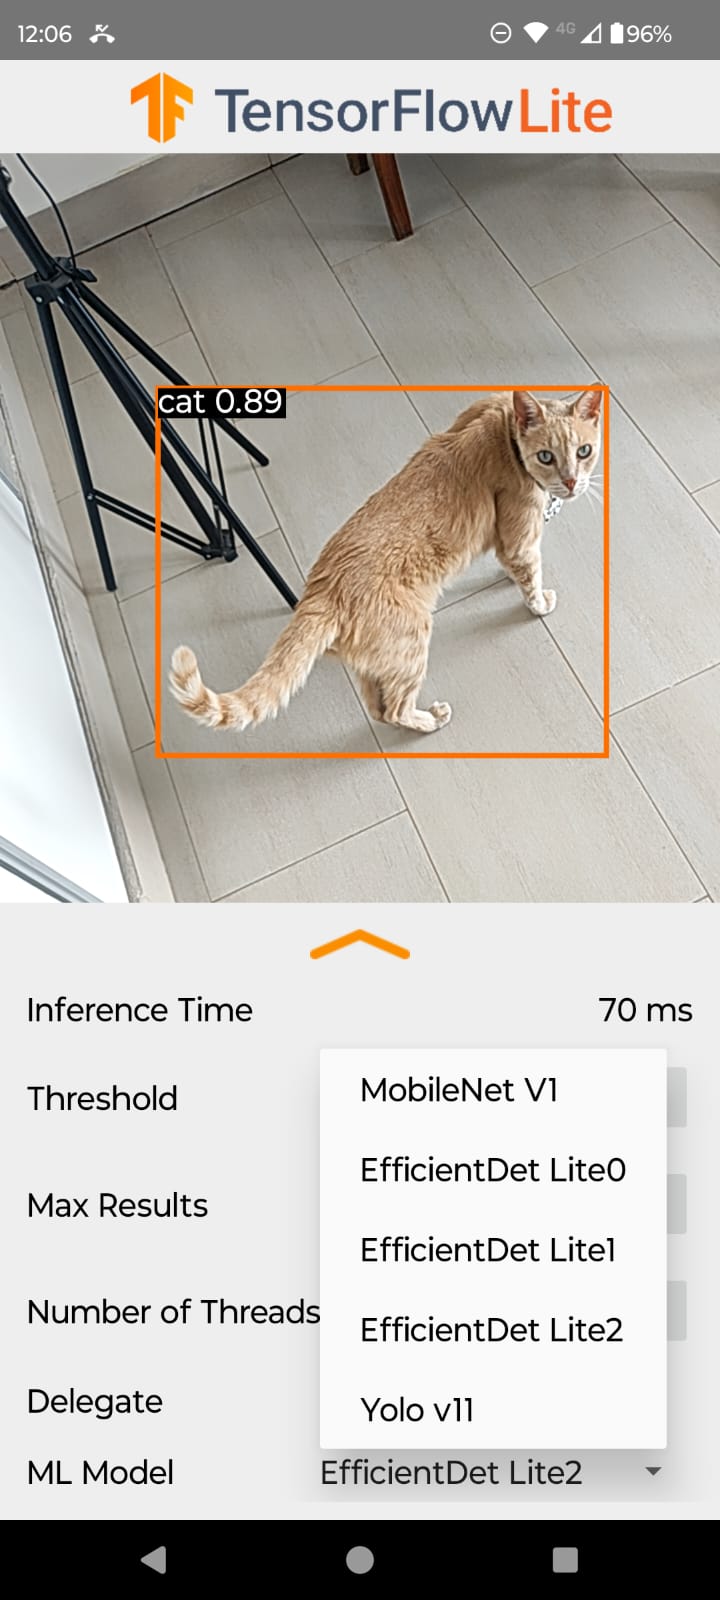 12:06 4G 96%
TensorFlowLite
cat 0.89
Inference Time 70 ms
Threshold
MobileNet V1
EfficientDet Lite0
Max Results
EfficientDet Lite1
Number of Threads
EfficientDet Lite2
Delegate
Yolo v11
ML Model EfficientDet Lite2